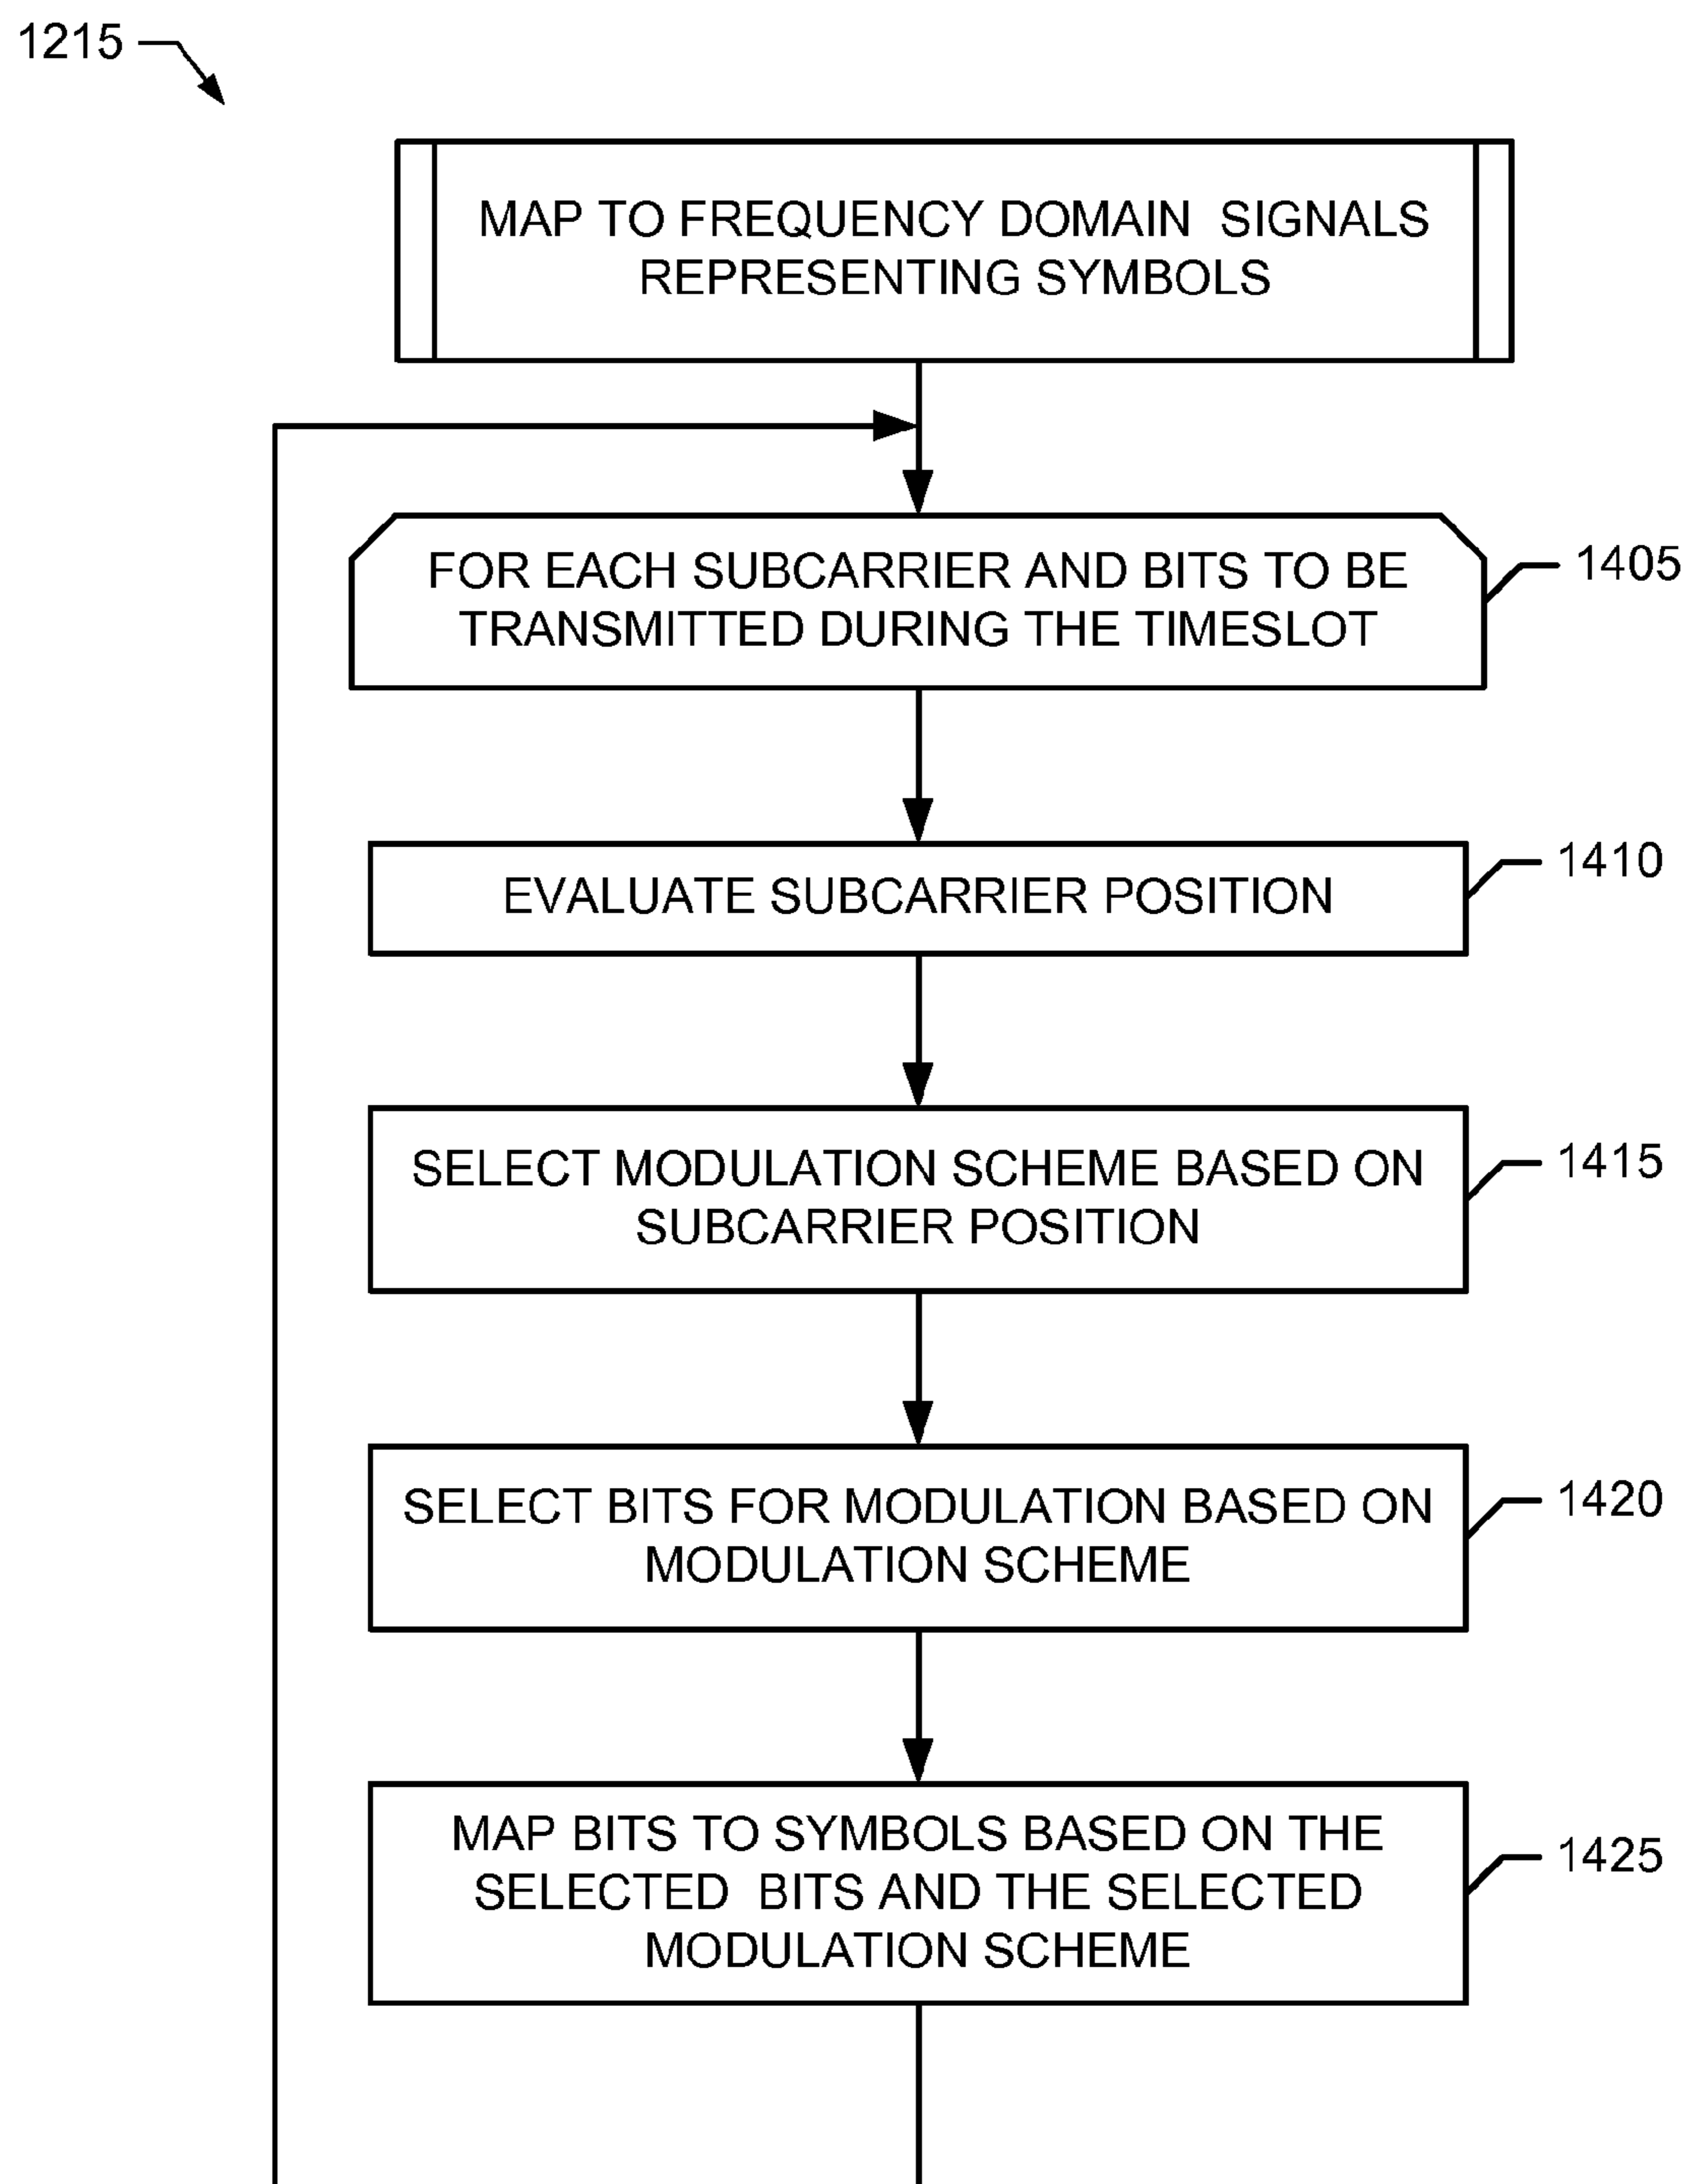 1215
MAP TO FREQUENCY DOMAIN SIGNALS
REPRESENTING SYMBOLS
FOR EACH SUBCARRIER AND BITS TO BE
TRANSMITTED DURING THE TIMESLOT
1405
EVALUATE SUBCARRIER POSITION
1410
SELECT MODULATION SCHEME BASED ON
SUBCARRIER POSITION
1415
SELECT BITS FOR MODULATION BASED ON
MODULATION SCHEME
1420
MAP BITS TO SYMBOLS BASED ON THE
SELECTED BITS AND THE SELECTED
MODULATION SCHEME
1425